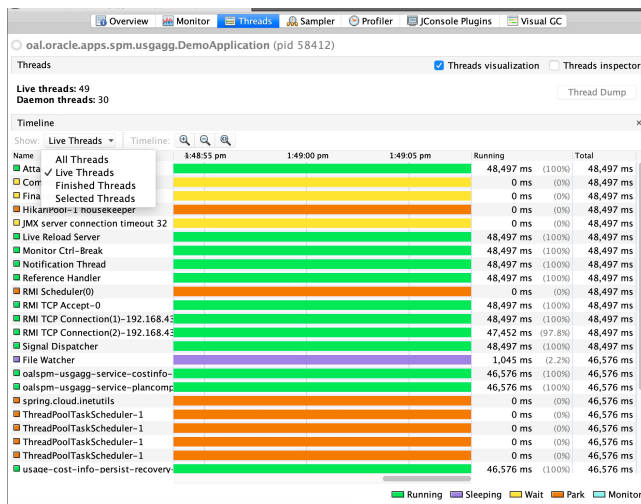 Overview Monitor Threads Sampler Profiler JConsole Plugins Visual GC
oal.oracle.apps.spm.usgagg.DemoApplication (pid 58412)
Threads Threads visualization Threads inspector
Live threads: 49
Daemon threads: 30
Thread Dump
Timeline ×
Show: Live Threads Timeline:
All Threads
Live Threads
Finished Threads
Selected Threads
Name 1:48:55 pm 1:49:00 pm 1:49:05 pm Running Total
Atta 48,497 ms (100%) 48,497 ms
Com 0 ms (0%) 48,497 ms
Fina 0 ms (0%) 48,497 ms
HikariPool-1 housekeeper 0 ms (0%) 48,497 ms
JMX server connection timeout 32 0 ms (0%) 48,497 ms
Live Reload Server 48,497 ms (100%) 48,497 ms
Monitor Ctrl-Break 48,497 ms (100%) 48,497 ms
Notification Thread 48,497 ms (100%) 48,497 ms
Reference Handler 48,497 ms (100%) 48,497 ms
RMI Scheduler(0) 0 ms (0%) 48,497 ms
RMI TCP Accept-0 48,497 ms (100%) 48,497 ms
RMI TCP Connection(1)-192.168.43 48,497 ms (100%) 48,497 ms
RMI TCP Connection(2)-192.168.43 47,452 ms (97.8%) 48,497 ms
Signal Dispatcher 48,497 ms (100%) 48,497 ms
File Watcher 1,045 ms (2.2%) 46,576 ms
oalspm-usgagg-service-costinfo- 46,576 ms (100%) 46,576 ms
oalspm-usgagg-service-plancomp 46,576 ms (100%) 46,576 ms
spring.cloud.inetutils 0 ms (0%) 46,576 ms
ThreadPoolTaskScheduler-1 0 ms (0%) 46,576 ms
ThreadPoolTaskScheduler-1 0 ms (0%) 46,576 ms
ThreadPoolTaskScheduler-1 0 ms (0%) 46,576 ms
ThreadPoolTaskScheduler-1 0 ms (0%) 46,576 ms
usage-cost-info-persist-recovery- 46,576 ms (100%) 46,576 ms
Running Sleeping Wait Park Monitor